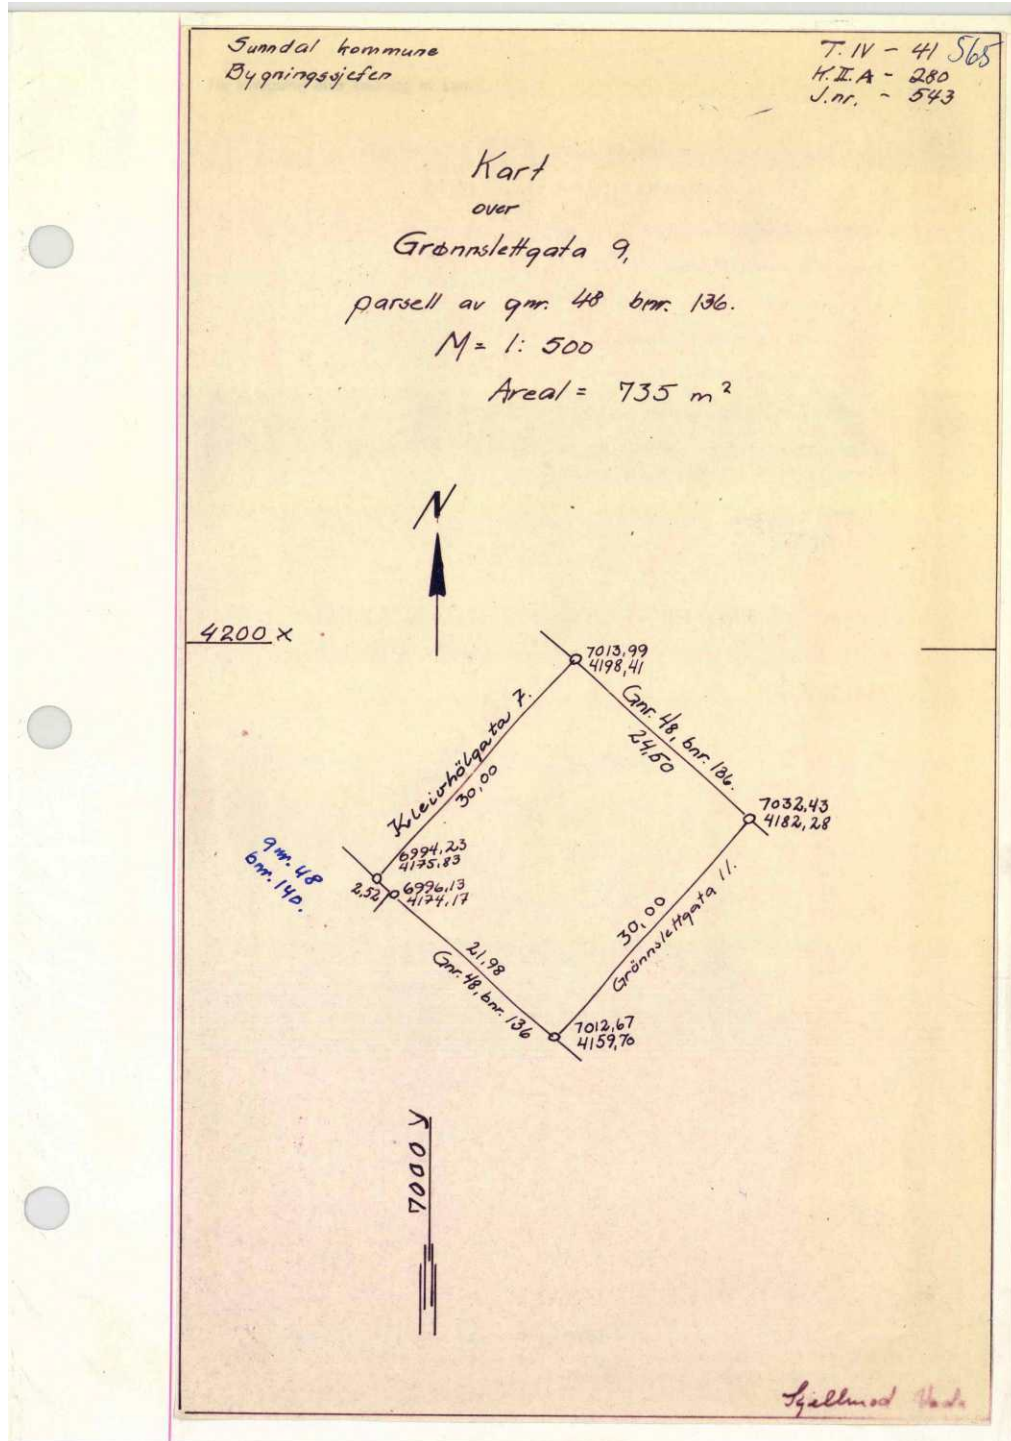 Sunndal kommune
Bygningssjefen
T. IV - 41 565
K.II.A - 280
J.nr. - 543
Kart
over
Grønnslettgata 9,
parsell av gnr. 48 bnr. 136.
M = 1: 500
Areal = 735 m²
N
4200 X
7013,99
4198,41
Kleivhölgata 7.
30,00
Gnr. 48, bnr. 136.
24,50
7032,43
4182,28
gnr. 48
bnr. 140.
6994,23
4175,83
2,52
6996,13
4174,17
30,00
Grönnslettgata 11.
21,98
Gnr. 48, bnr. 136
7012,67
4159,70
7000 Y